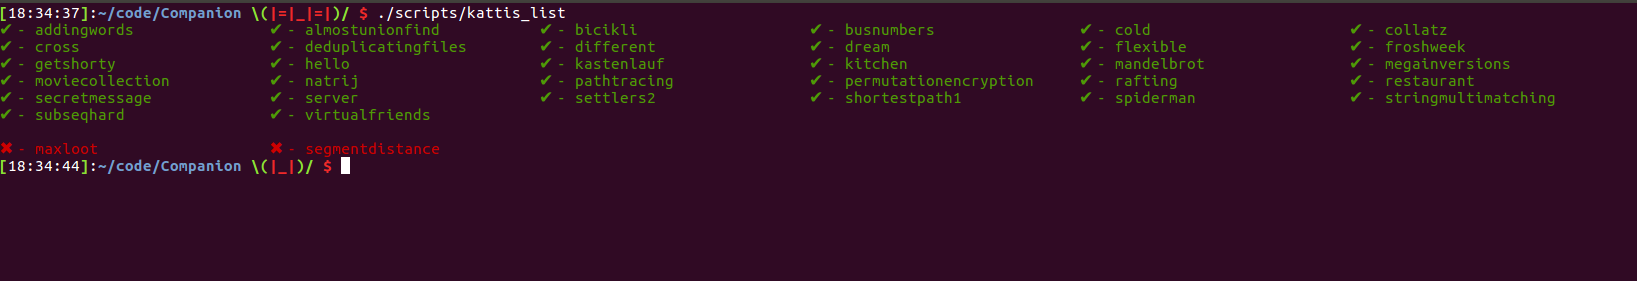 [18:34:37]:~/code/Companion \(|=|_|=|)/ $ ./scripts/kattis_list
✔ - addingwords ✔ - almostunionfind ✔ - bicikli ✔ - busnumbers ✔ - cold ✔ - collatz
✔ - cross ✔ - deduplicatingfiles ✔ - different ✔ - dream ✔ - flexible ✔ - froshweek
✔ - getshorty ✔ - hello ✔ - kastenlauf ✔ - kitchen ✔ - mandelbrot ✔ - megainversions
✔ - moviecollection ✔ - natrij ✔ - pathtracing ✔ - permutationencryption ✔ - rafting ✔ - restaurant
✔ - secretmessage ✔ - server ✔ - settlers2 ✔ - shortestpath1 ✔ - spiderman ✔ - stringmultimatching
✔ - subseqhard ✔ - virtualfriends
✖ - maxloot ✖ - segmentdistance
[18:34:44]:~/code/Companion \(|_|)/ $